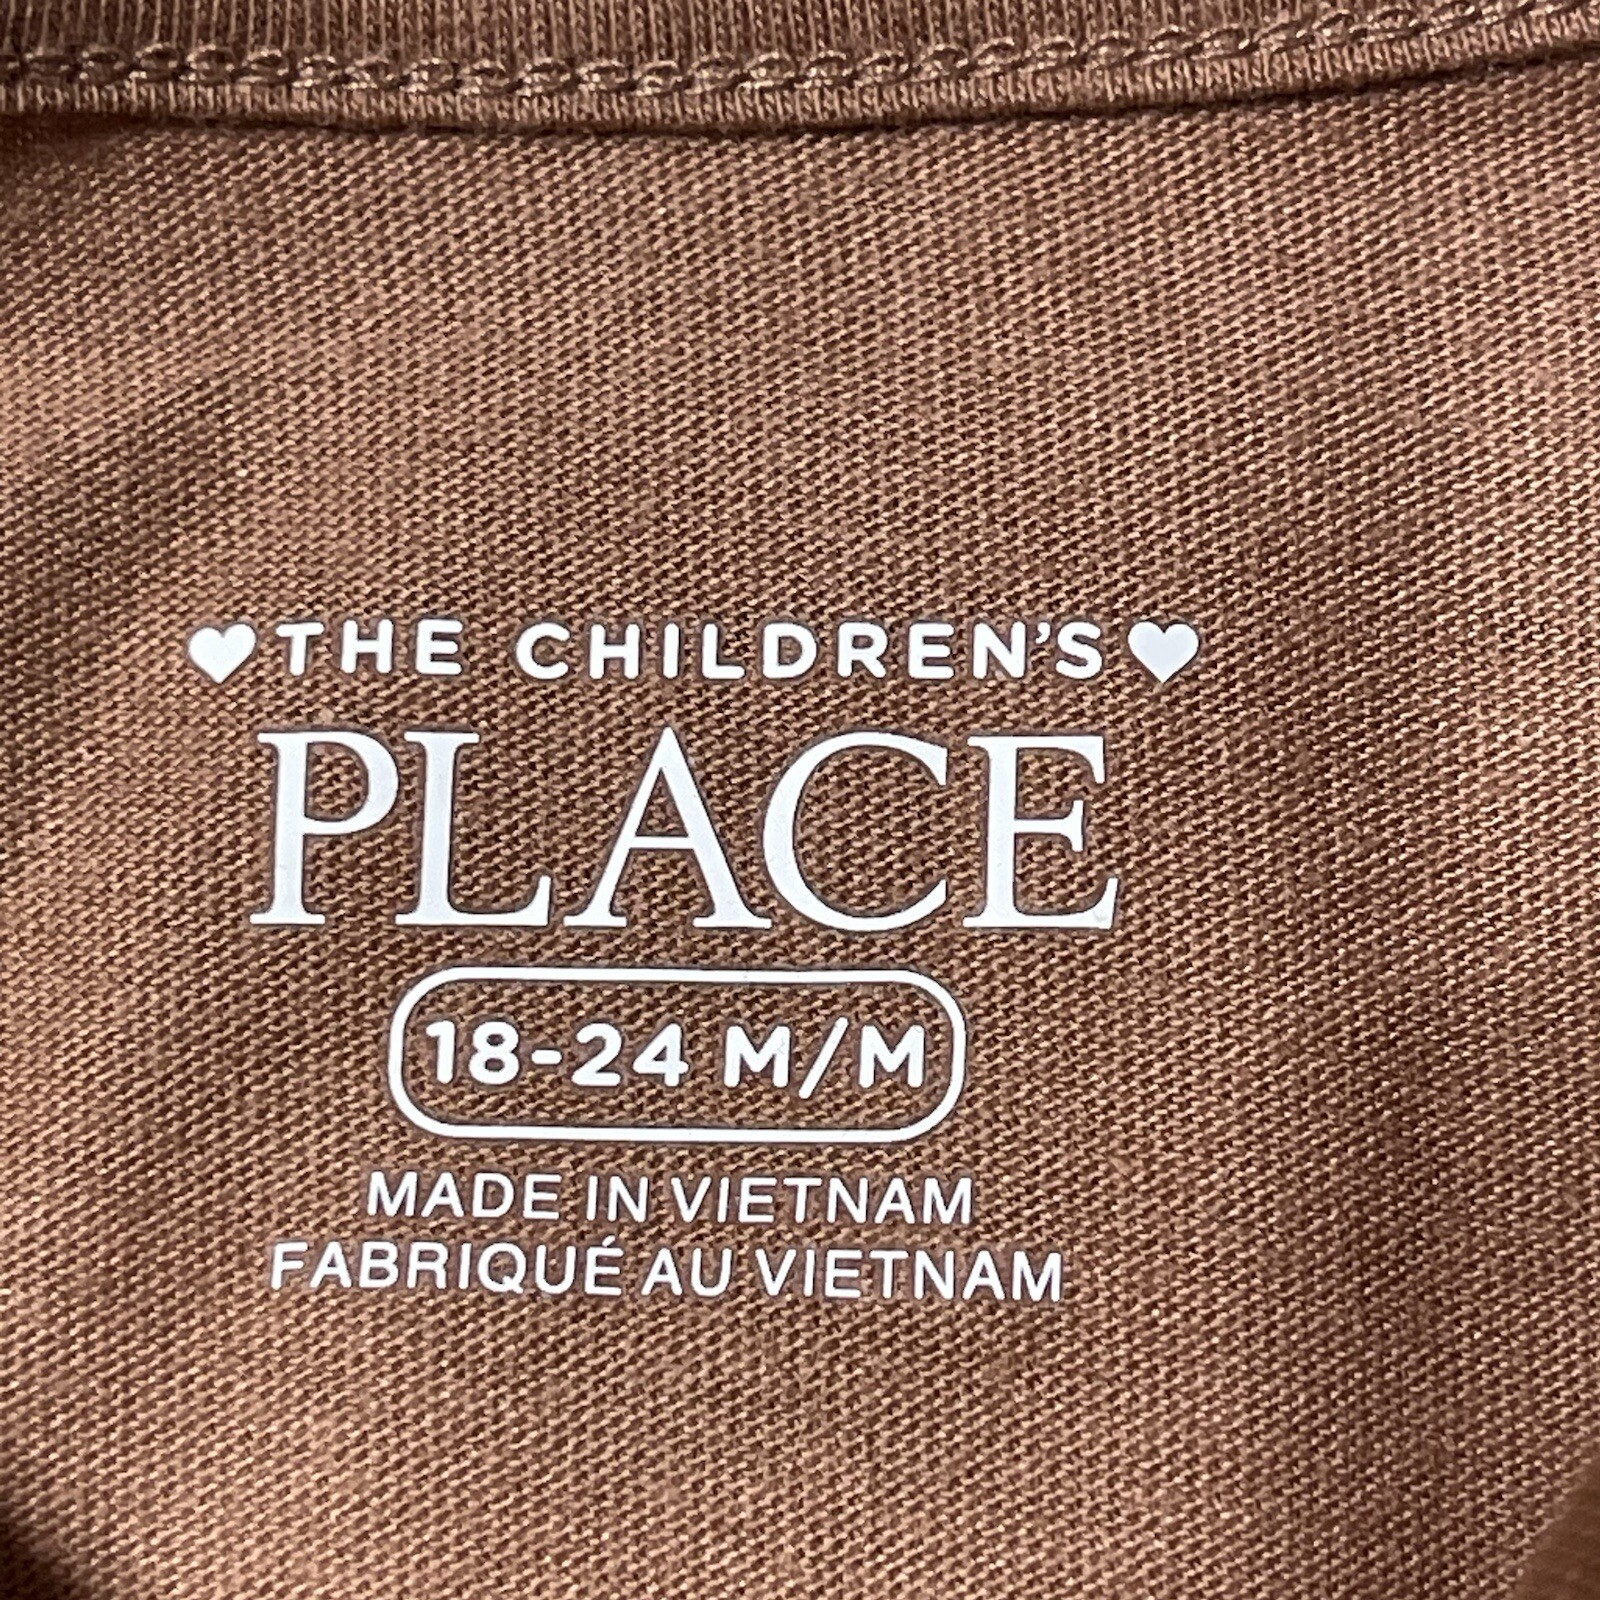 THE CHILDREN'S
PLACE
18-24 M/M
MADE IN VIETNAM
FABRIQUÉ AU VIETNAM